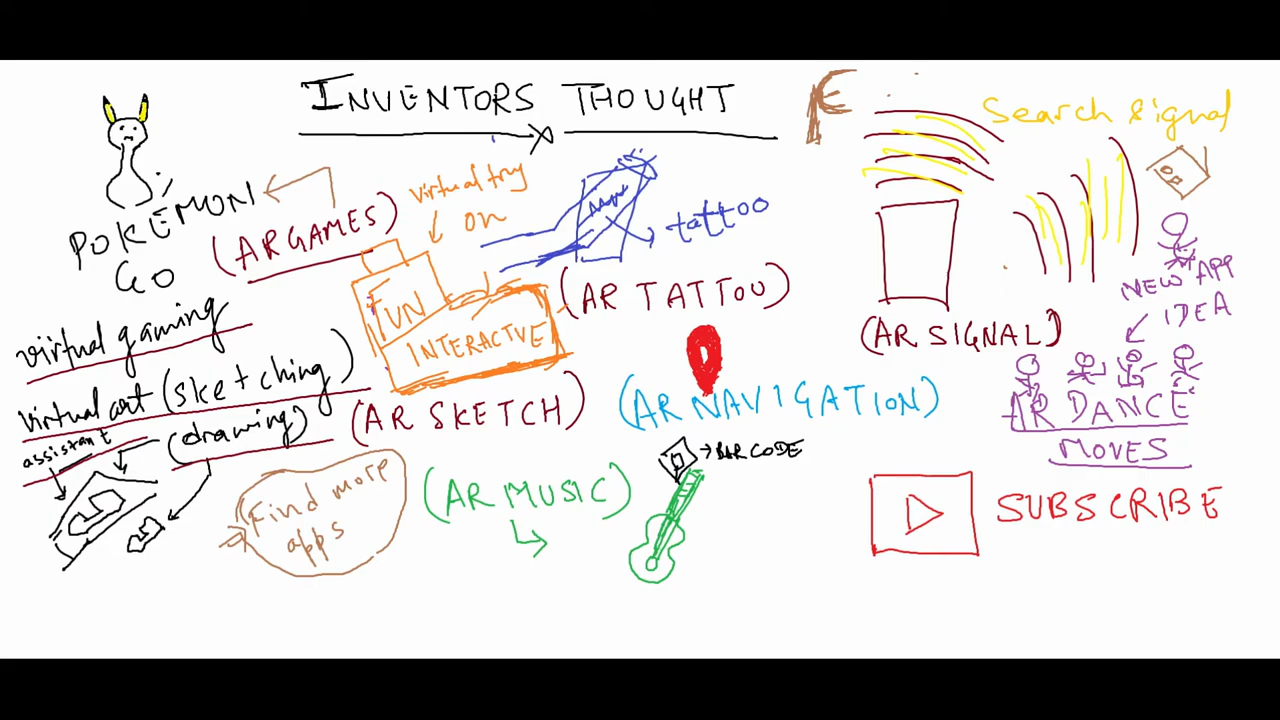 INVENTORS THOUGHT
Search signal
virtual try
on
tattoo
POKEMON
GO
(AR GAMES)
FUN
INTERACTVE
(AR TATTOO)
(AR SIGNAL)
NEW APP
IDEA
virtual gaming
virtual art (sketching)
assistant
(drawing)
(AR SKETCH)
(AR NAVIGATION)
AR DANCE
MOVES
BAR CODE
Find more
apps
(AR MUSIC)
SUBSCRIBE